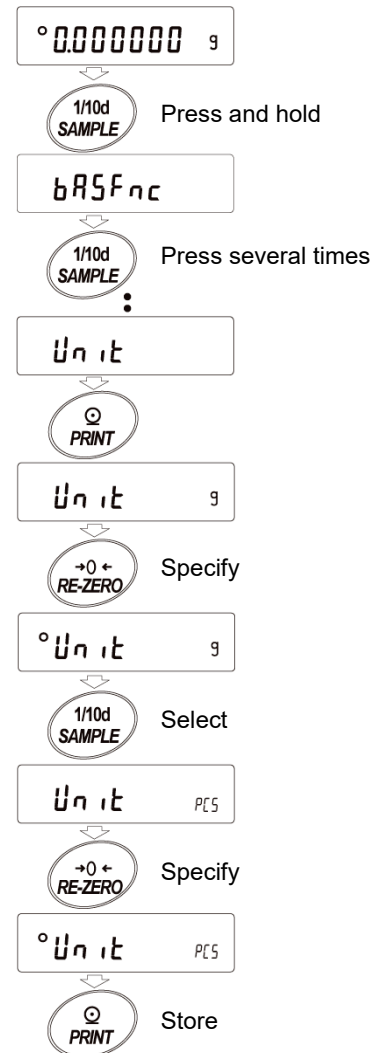 °0.000000 g
1/10d
SAMPLE
Press and hold
bASFnc
1/10d
SAMPLE
Press several times
Unit
PRINT
Unit g
→0←
RE-ZERO
Specify
°Unit g
1/10d
SAMPLE
Select
Unit PCS
→0←
RE-ZERO
Specify
°Unit PCS
PRINT
Store